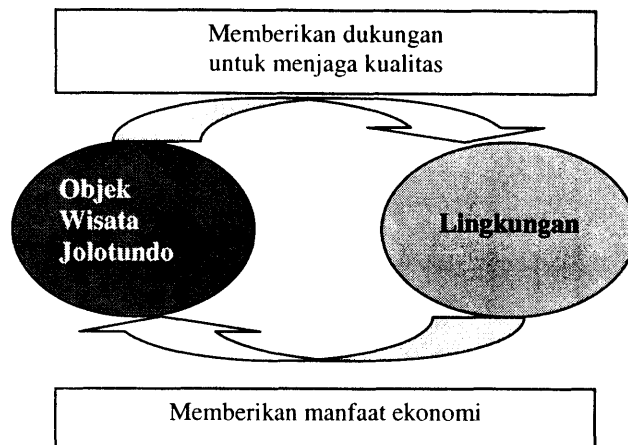 Memberikan dukungan
untuk menjaga kualitas
Objek
Wisata
Jolotundo
Lingkungan
Memberikan manfaat ekonomi